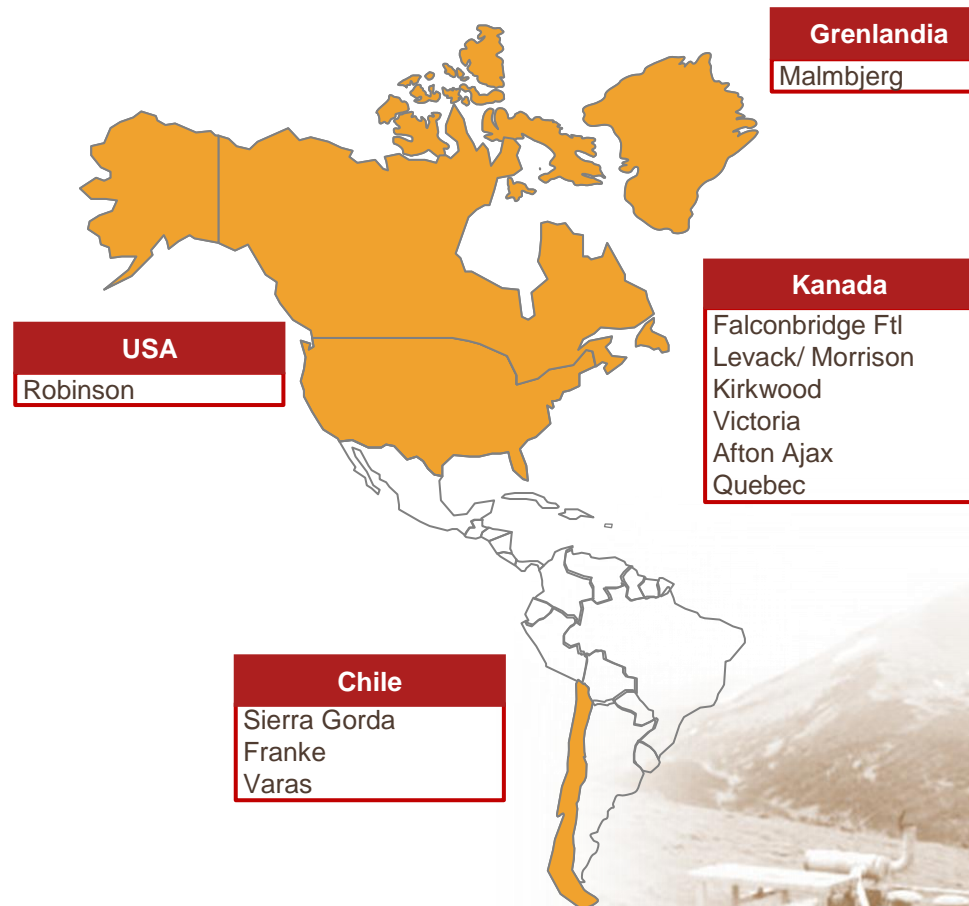 Grenlandia
Malmbjerg
Kanada
Falconbridge Ftl
Levack/ Morrison
Kirkwood
Victoria
Afton Ajax
Quebec
USA
Robinson
Chile
Sierra Gorda
Franke
Varas